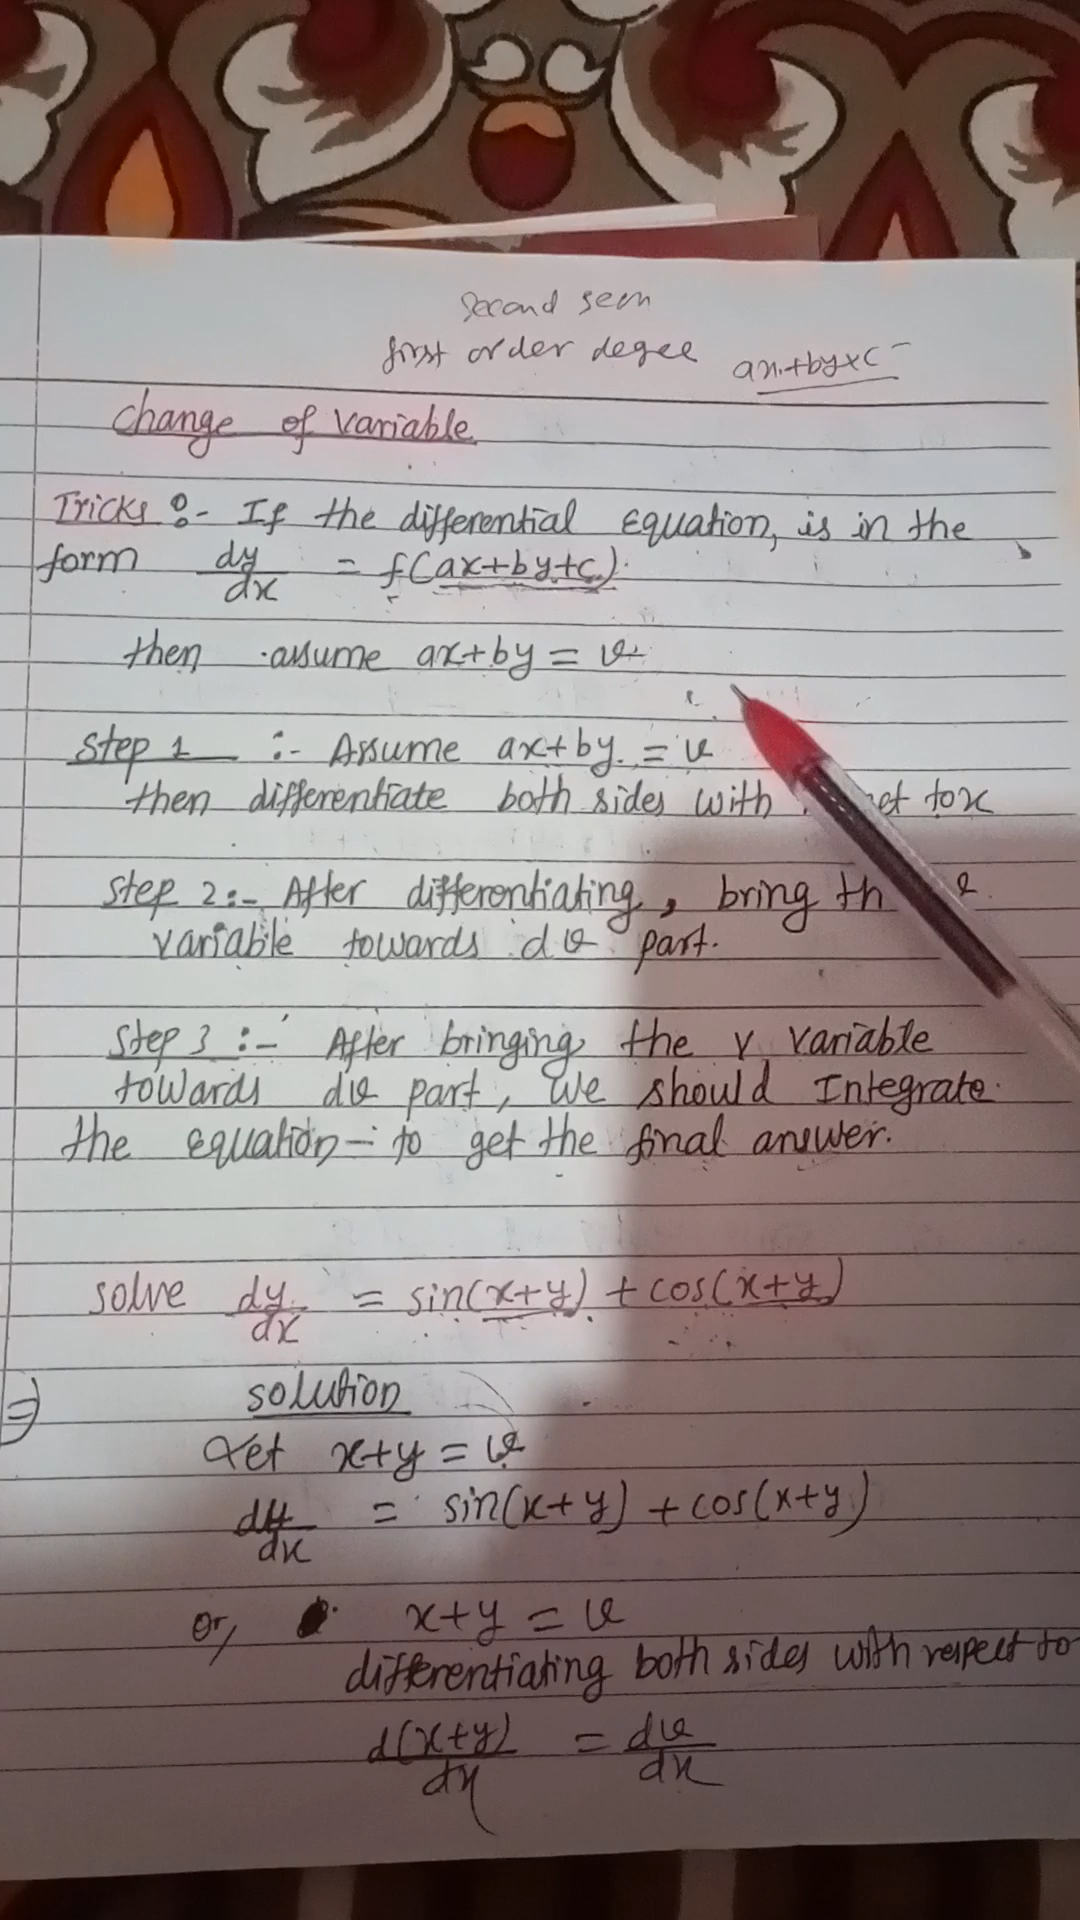 Second sem
first order degee ax+by+c
Change of variable
Tricks :- If the differential Equation, is in the
form dy/dx = f(ax+by+c).
then assume ax+by = v
Step 1 :- Assume ax+by = v
then differentiate both sides with to x
Step 2:- After differentiating, bring
variable towards dv part.
Step 3 :- After bringing the v variable
towards dv part, we should Integrate
the equation to get the final answer.
solve dy/dx = sin(x+y) + cos(x+y)
⇒ solution
Let x+y = v
dy/dx = sin(x+y) + cos(x+y)
or, x+y = v
differentiating both sides with respect to
d(x+y)/dx = dv/dx